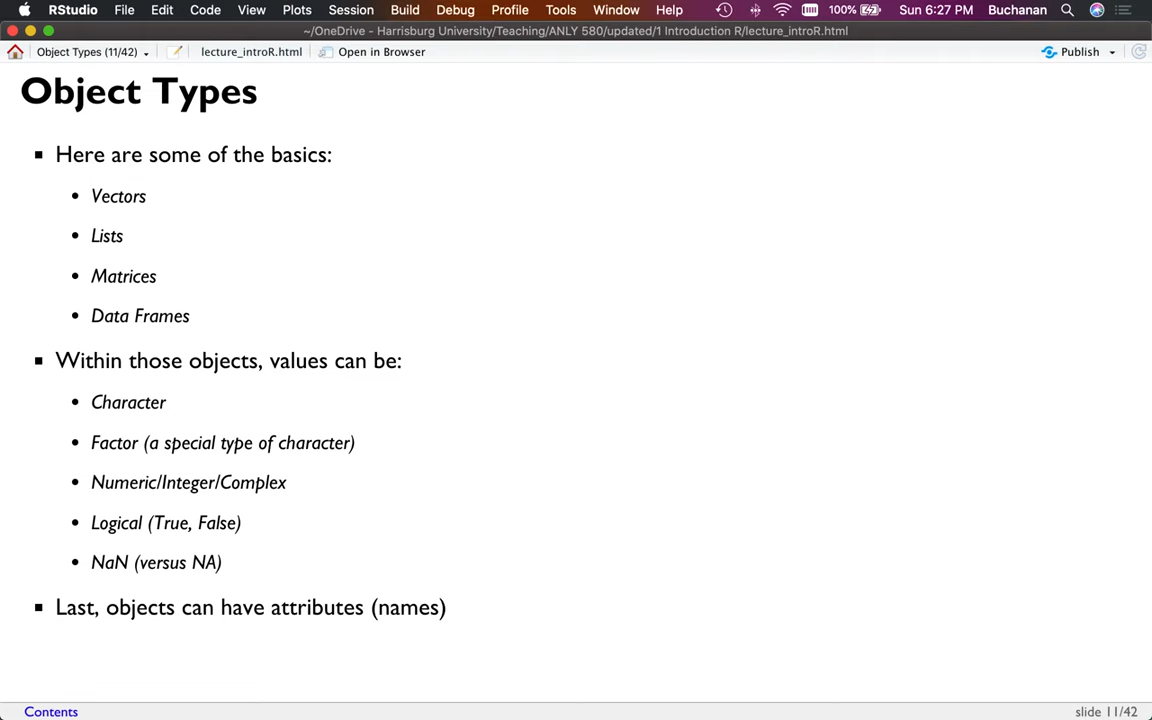 RStudio File Edit Code View Plots Session Build Debug Profile Tools Window Help 100% Sun 6:27 PM Buchanan
~/OneDrive - Harrisburg University/Teaching/ANLY 580/updated/1 Introduction R/lecture_introR.html
Object Types (11/42) lecture_introR.html Open in Browser Publish
Object Types
Here are some of the basics:
Vectors
Lists
Matrices
Data Frames
Within those objects, values can be:
Character
Factor (a special type of character)
Numeric/Integer/Complex
Logical (True, False)
NaN (versus NA)
Last, objects can have attributes (names)
Contents slide 11/42